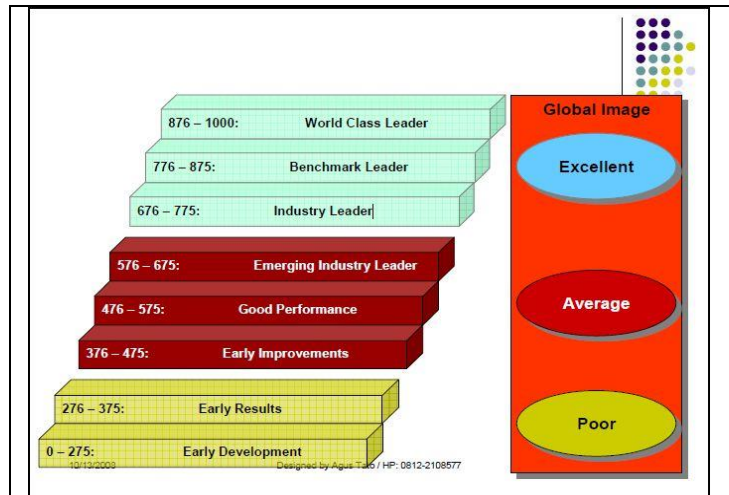 Global Image
876 – 1000: World Class Leader
776 – 875: Benchmark Leader
Excellent
676 – 775: Industry Leader
576 – 675: Emerging Industry Leader
476 – 575: Good Performance
Average
376 – 475: Early Improvements
276 – 375: Early Results
Poor
0 – 275: Early Development
10/13/2009 Designed by Agus Tato / HP: 0812-2108577